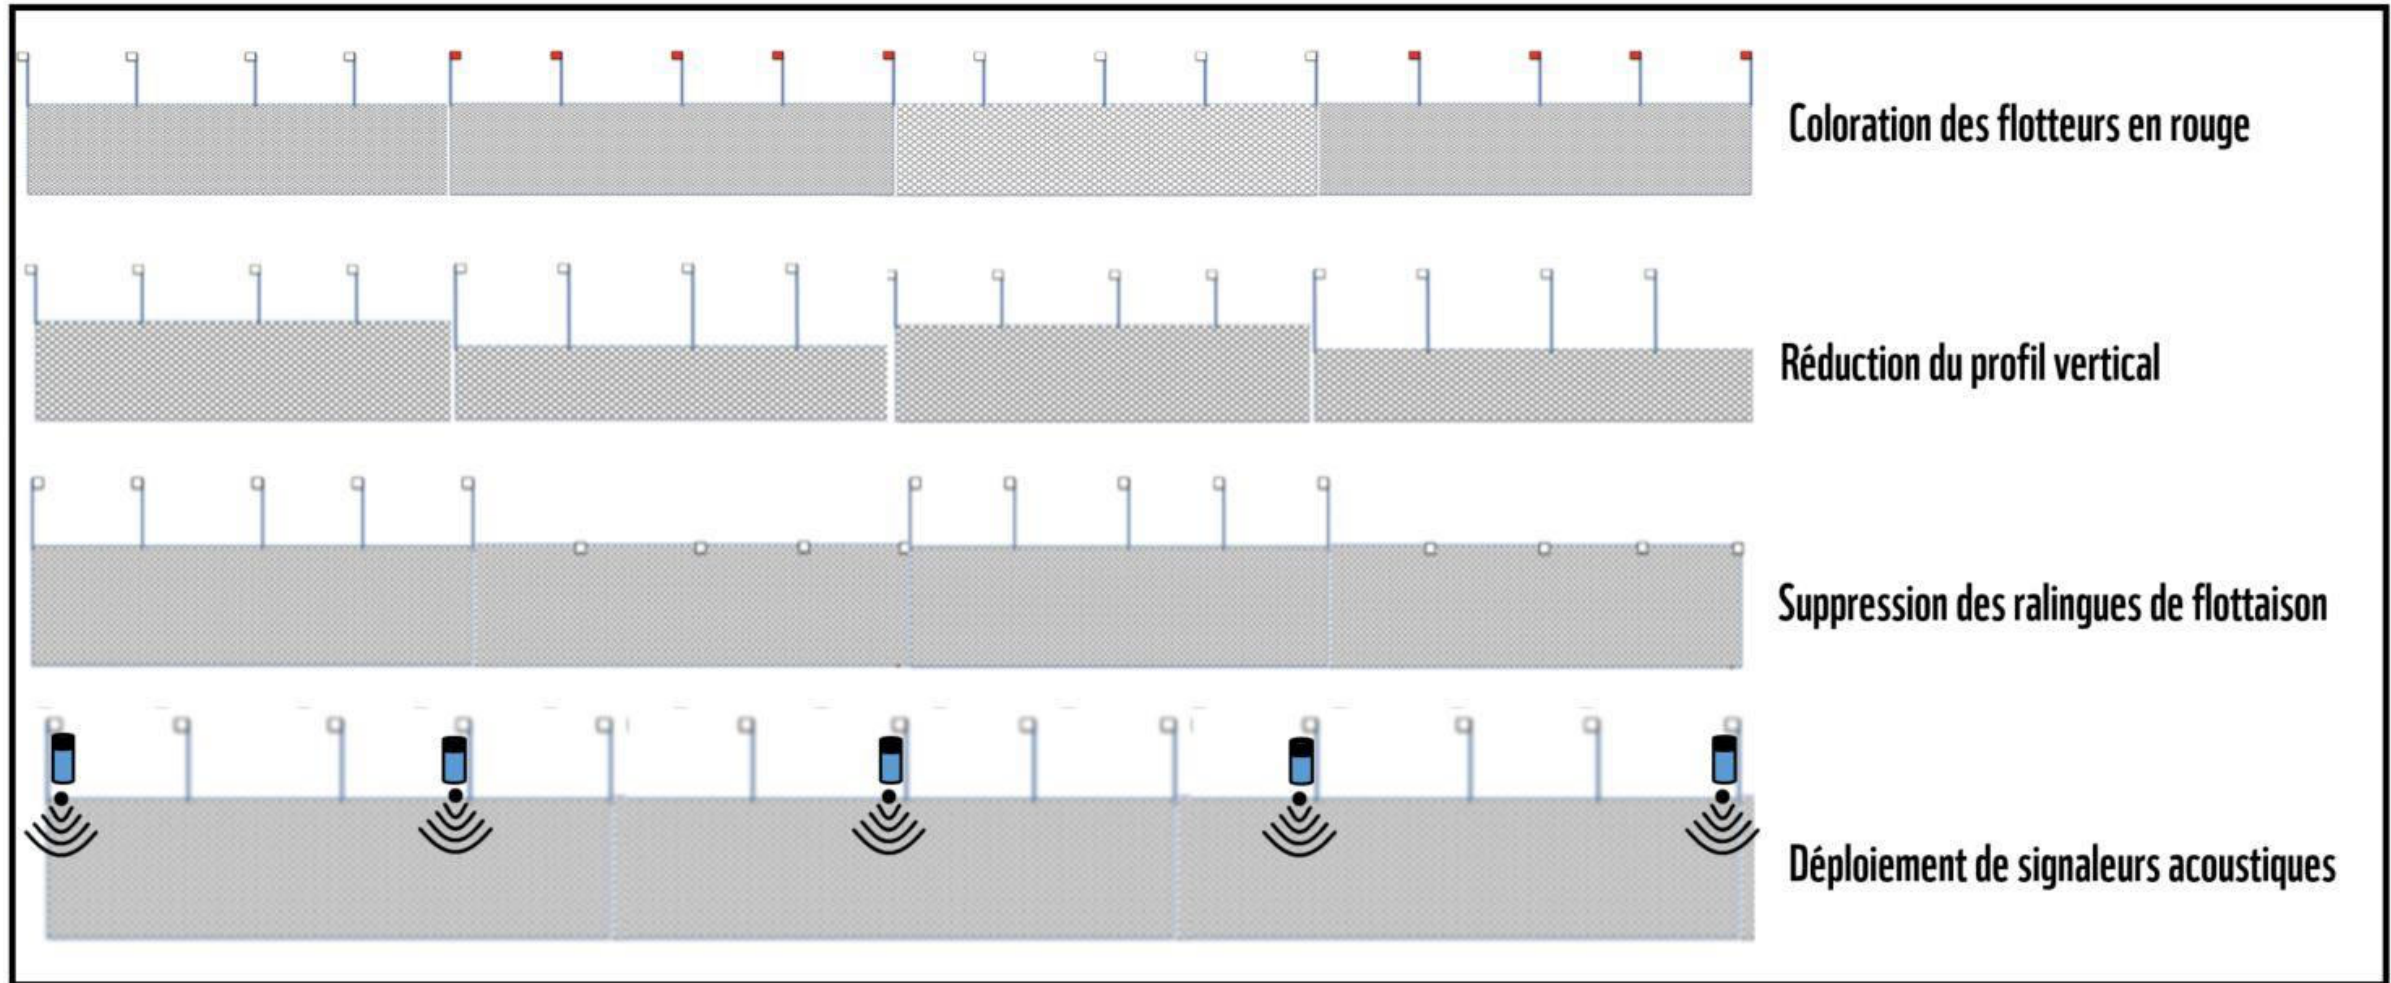 Coloration des flotteurs en rouge
Réduction du profil vertical
Suppression des ralingues de flottaison
Déploiement de signaleurs acoustiques